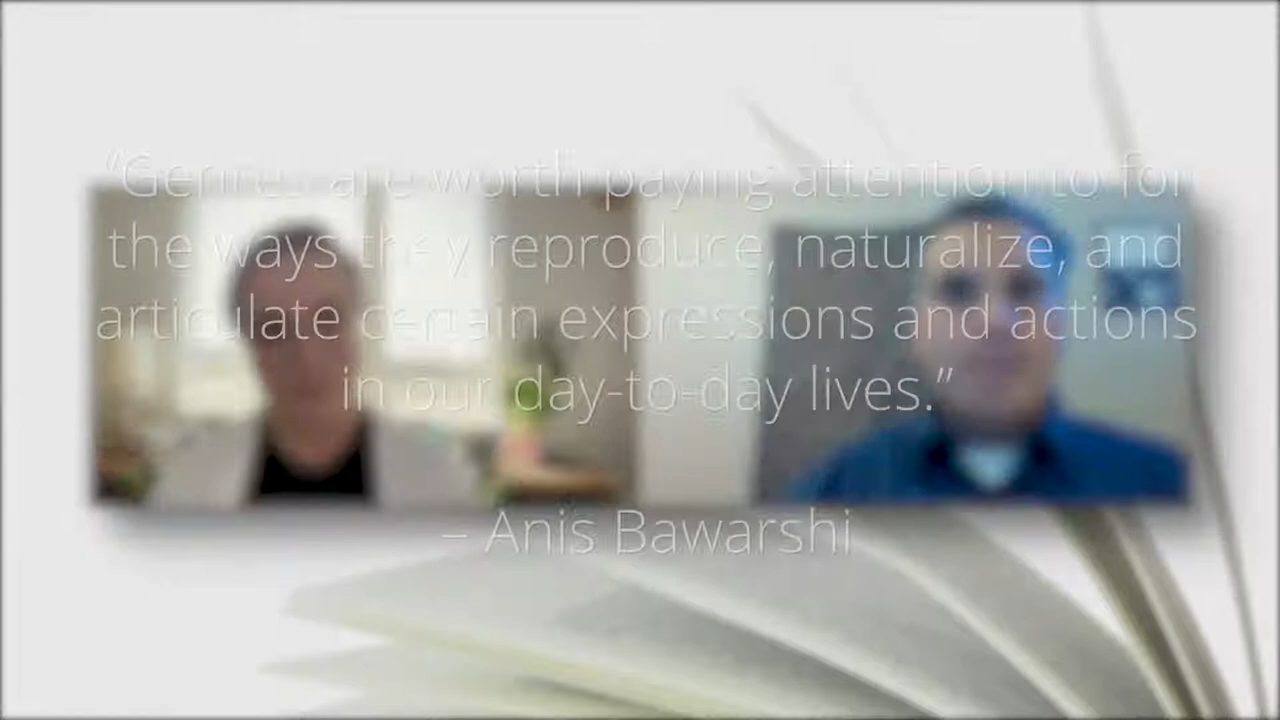 “Genres are worth paying attention to for
the ways they reproduce, naturalize, and
articulate certain expressions and actions
in our day-to-day lives.”
– Anis Bawarshi